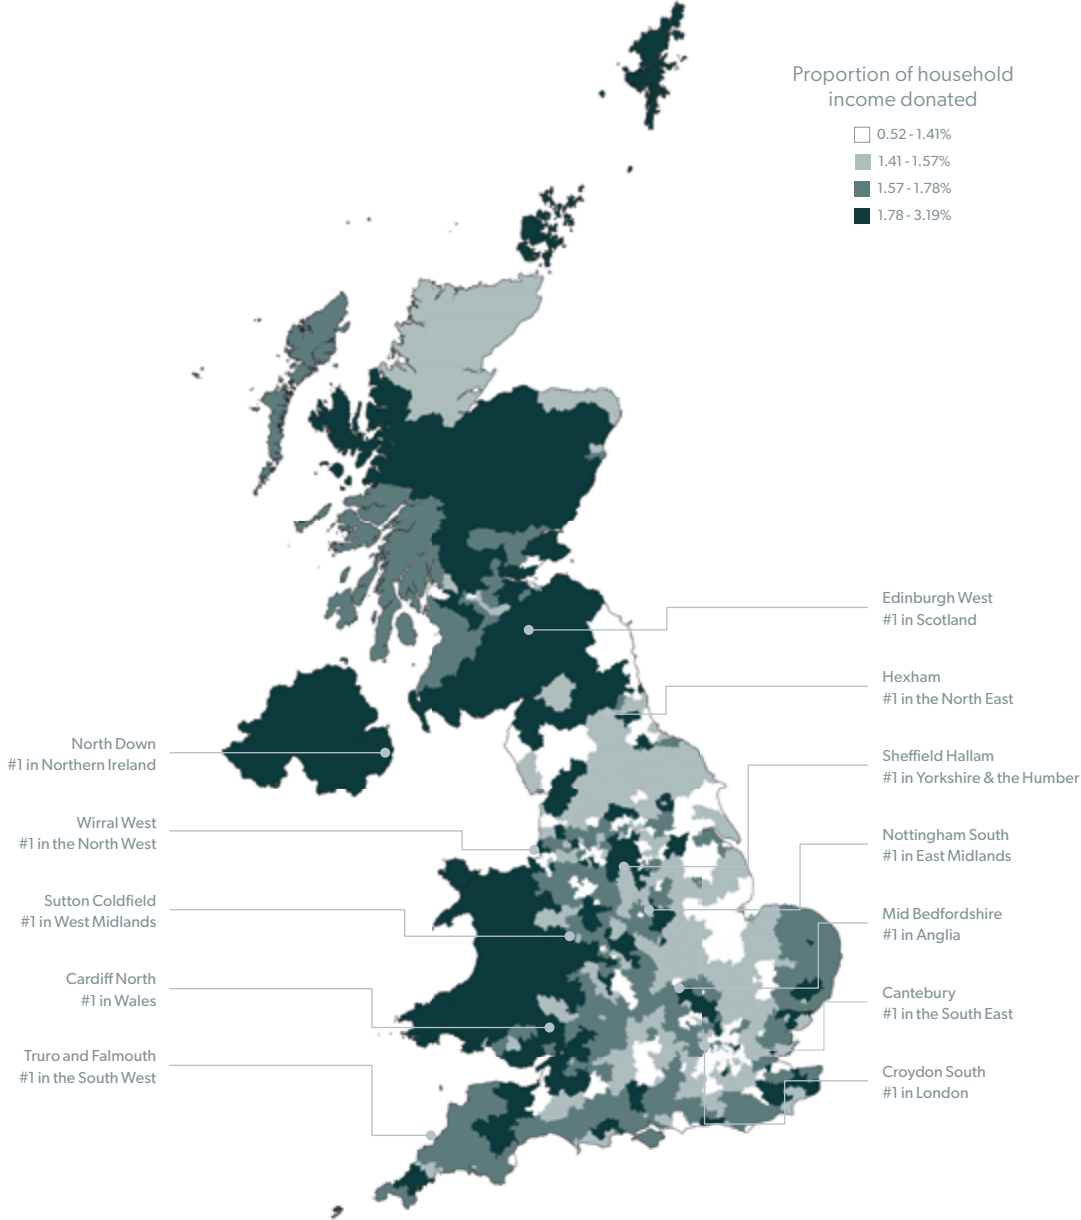 Proportion of household
income donated
0.52 - 1.41%
1.41 - 1.57%
1.57 - 1.78%
1.78 - 3.19%
Edinburgh West
#1 in Scotland
Hexham
#1 in the North East
Sheffield Hallam
#1 in Yorkshire & the Humber
Nottingham South
#1 in East Midlands
Mid Bedfordshire
#1 in Anglia
Cantebury
#1 in the South East
Croydon South
#1 in London
North Down
#1 in Northern Ireland
Wirral West
#1 in the North West
Sutton Coldfield
#1 in West Midlands
Cardiff North
#1 in Wales
Truro and Falmouth
#1 in the South West